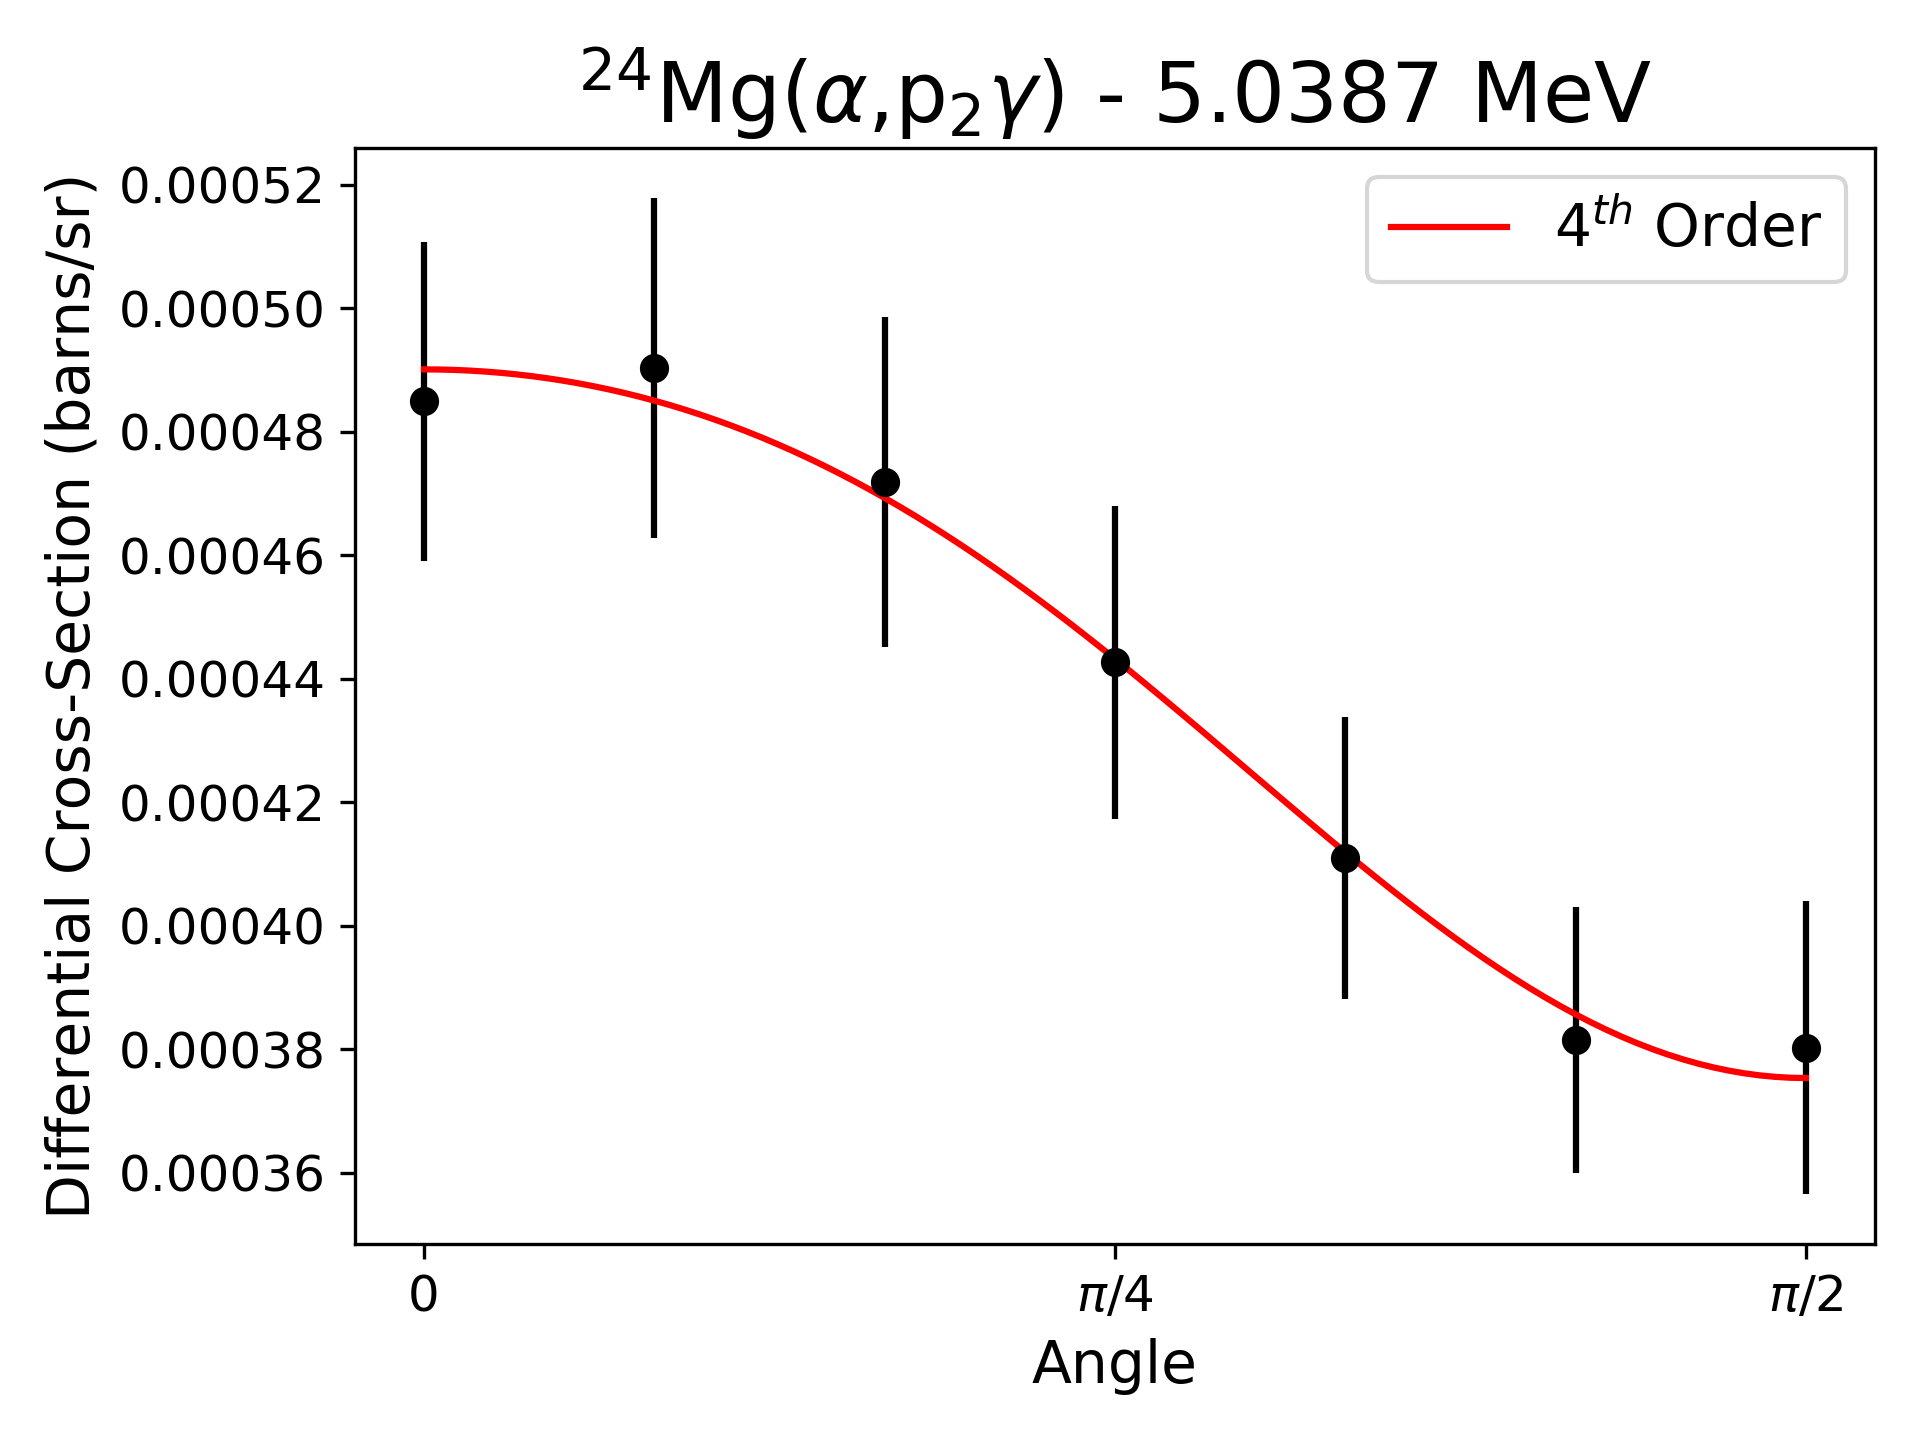 ²⁴Mg(α,p₂γ) - 5.0387 MeV
4ᵗʰ Order
Differential Cross-Section (barns/sr)
0.00052
0.00050
0.00048
0.00046
0.00044
0.00042
0.00040
0.00038
0.00036
0 π/4 π/2
Angle